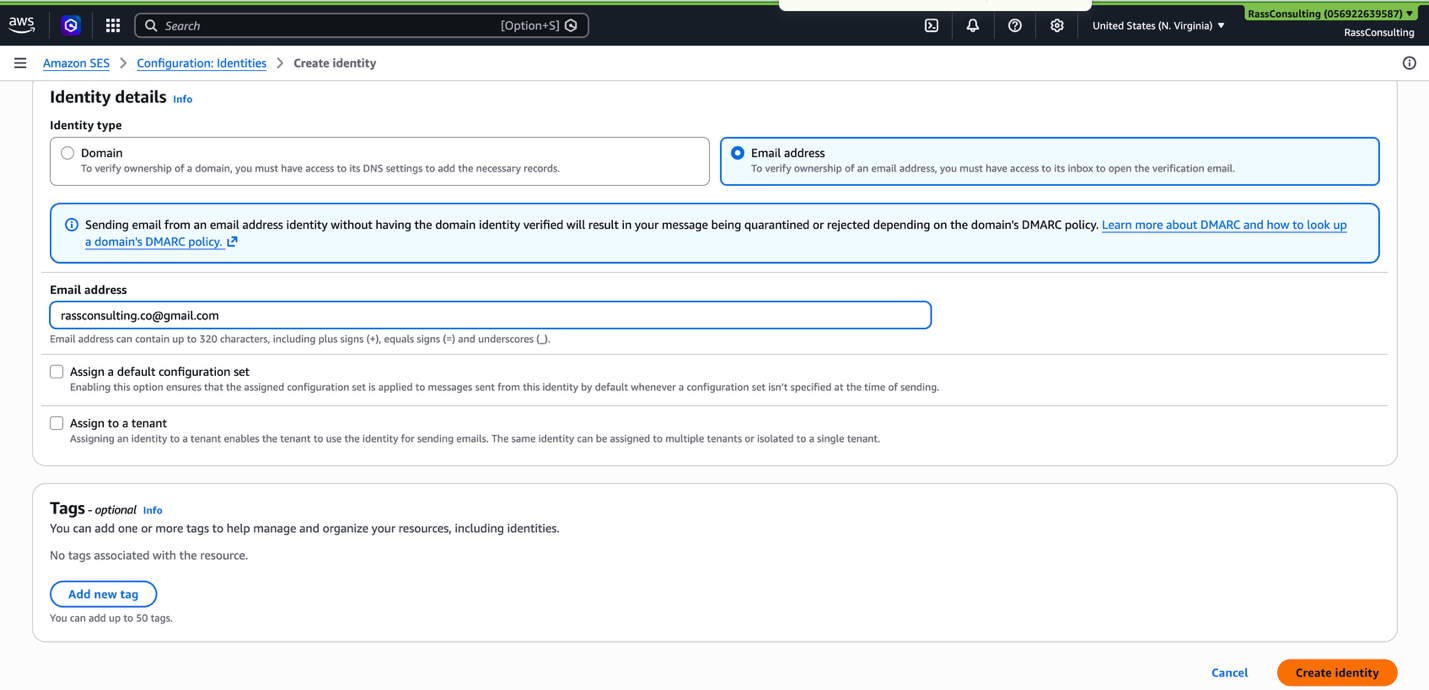 aws
Search [Option+S]
United States (N. Virginia)
RassConsulting (056922639587)
RassConsulting
Amazon SES
Configuration: Identities
Create identity
Identity details Info
Identity type
Domain
To verify ownership of a domain, you must have access to its DNS settings to add the necessary records.
Email address
To verify ownership of an email address, you must have access to its inbox to open the verification email.
Sending email from an email address identity without having the domain identity verified will result in your message being quarantined or rejected depending on the domain's DMARC policy. Learn more about DMARC and how to look up
a domain's DMARC policy.
Email address
rassconsulting.co@gmail.com
Email address can contain up to 320 characters, including plus signs (+), equals signs (=) and underscores (_).
Assign a default configuration set
Enabling this option ensures that the assigned configuration set is applied to messages sent from this identity by default whenever a configuration set isn't specified at the time of sending.
Assign to a tenant
Assigning an identity to a tenant enables the tenant to use the identity for sending emails. The same identity can be assigned to multiple tenants or isolated to a single tenant.
Tags - optional Info
You can add one or more tags to help manage and organize your resources, including identities.
No tags associated with the resource.
Add new tag
You can add up to 50 tags.
Cancel
Create identity